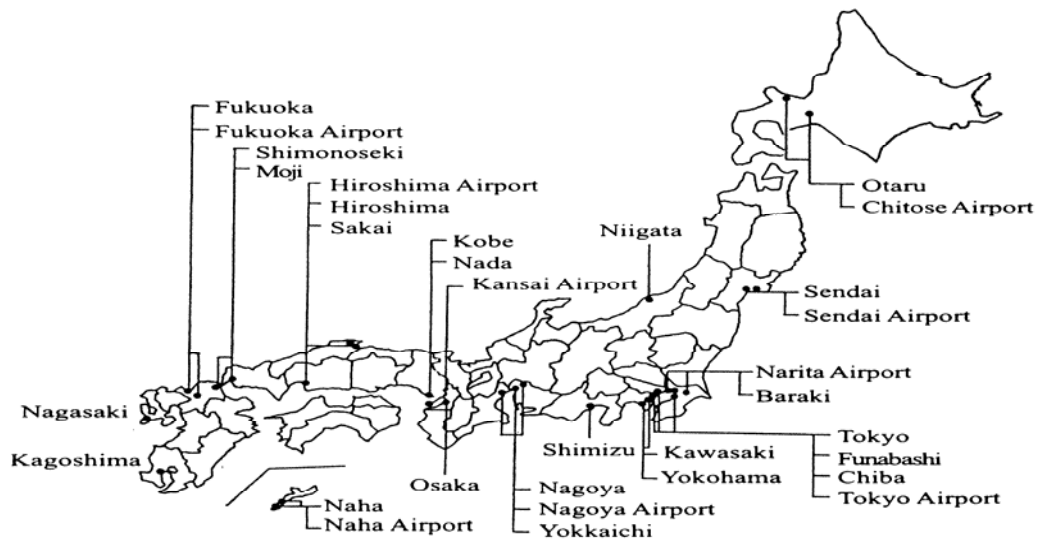 Fukuoka
Fukuoka Airport
Shimonoseki
Moji
Hiroshima Airport
Hiroshima
Sakai
Kobe
Nada
Kansai Airport
Niigata
Otaru
Chitose Airport
Sendai
Sendai Airport
Narita Airport
Baraki
Nagasaki
Kagoshima
Naha
Naha Airport
Osaka
Nagoya
Nagoya Airport
Yokkaichi
Shimizu
Kawasaki
Yokohama
Tokyo
Funabashi
Chiba
Tokyo Airport